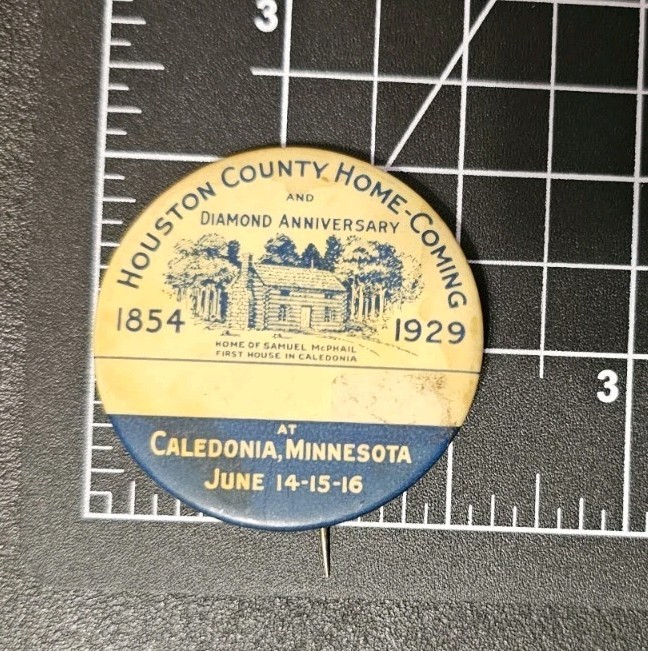 3
HOUSTON COUNTY HOME-COMING
AND
DIAMOND ANNIVERSARY
1854 1929
HOME OF SAMUEL McPHAIL
FIRST HOUSE IN CALEDONIA
3
AT
CALEDONIA, MINNESOTA
JUNE 14-15-16